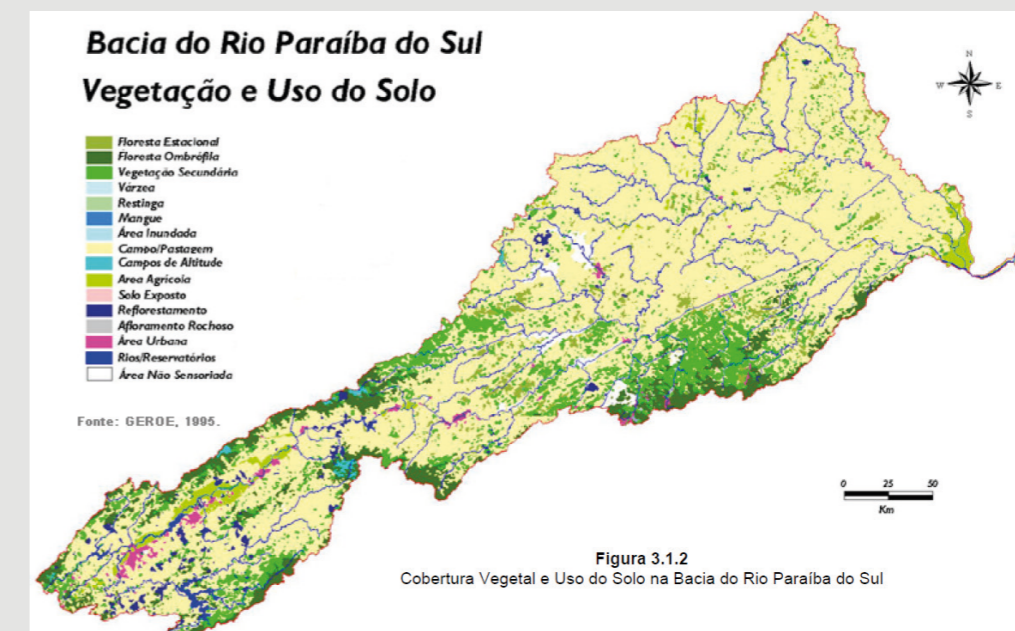 Bacia do Rio Paraíba do Sul
Vegetação e Uso do Solo
Floresta Estacional
Floresta Ombrófila
Vegetação Secundária
Várzea
Restinga
Mangue
Área Inundada
Campo/Pastagem
Campos de Altitude
Area Agrícola
Solo Exposto
Reflorestamento
Afloramento Rochoso
Área Urbana
Rios/Reservatórios
Área Não Sensoriada
Fonte: GEROE, 1995.
N
W E
S
0 25 50
Km
Figura 3.1.2
Cobertura Vegetal e Uso do Solo na Bacia do Rio Paraíba do Sul